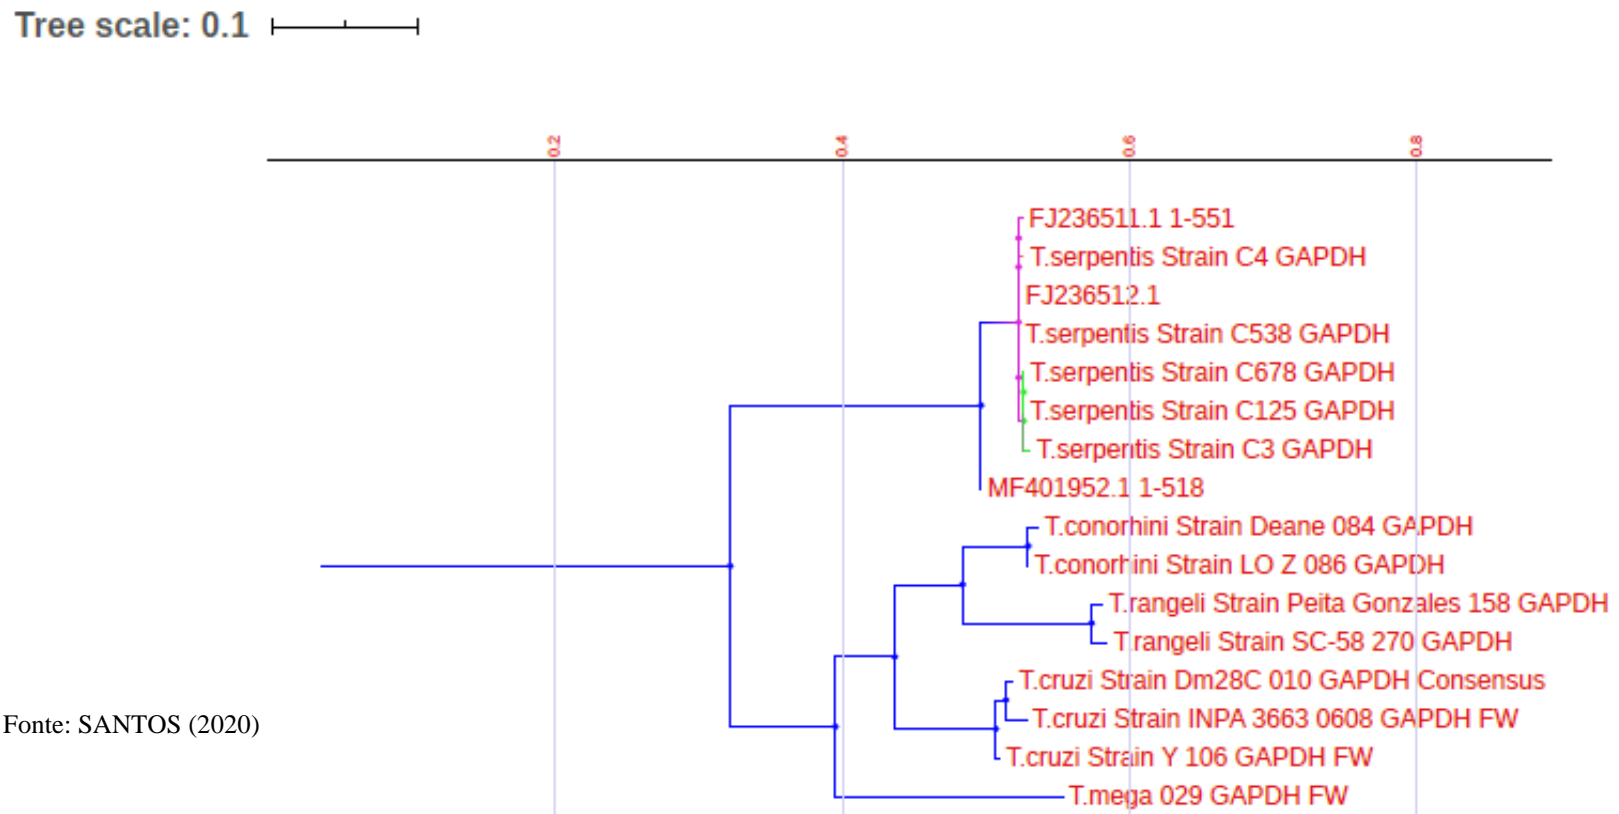 Tree scale: 0.1
0.2 0.4 0.6 0.8
FJ236511.1 1-551
T.serpentis Strain C4 GAPDH
FJ236512.1
T.serpentis Strain C538 GAPDH
T.serpentis Strain C678 GAPDH
T.serpentis Strain C125 GAPDH
T.serpentis Strain C3 GAPDH
MF401952.1 1-518
T.conorhini Strain Deane 084 GAPDH
T.conorhini Strain LO Z 086 GAPDH
T.rangeli Strain Peita Gonzales 158 GAPDH
T.rangeli Strain SC-58 270 GAPDH
T.cruzi Strain Dm28C 010 GAPDH Consensus
T.cruzi Strain INPA 3663 0608 GAPDH FW
T.cruzi Strain Y 106 GAPDH FW
T.mega 029 GAPDH FW
Fonte: SANTOS (2020)